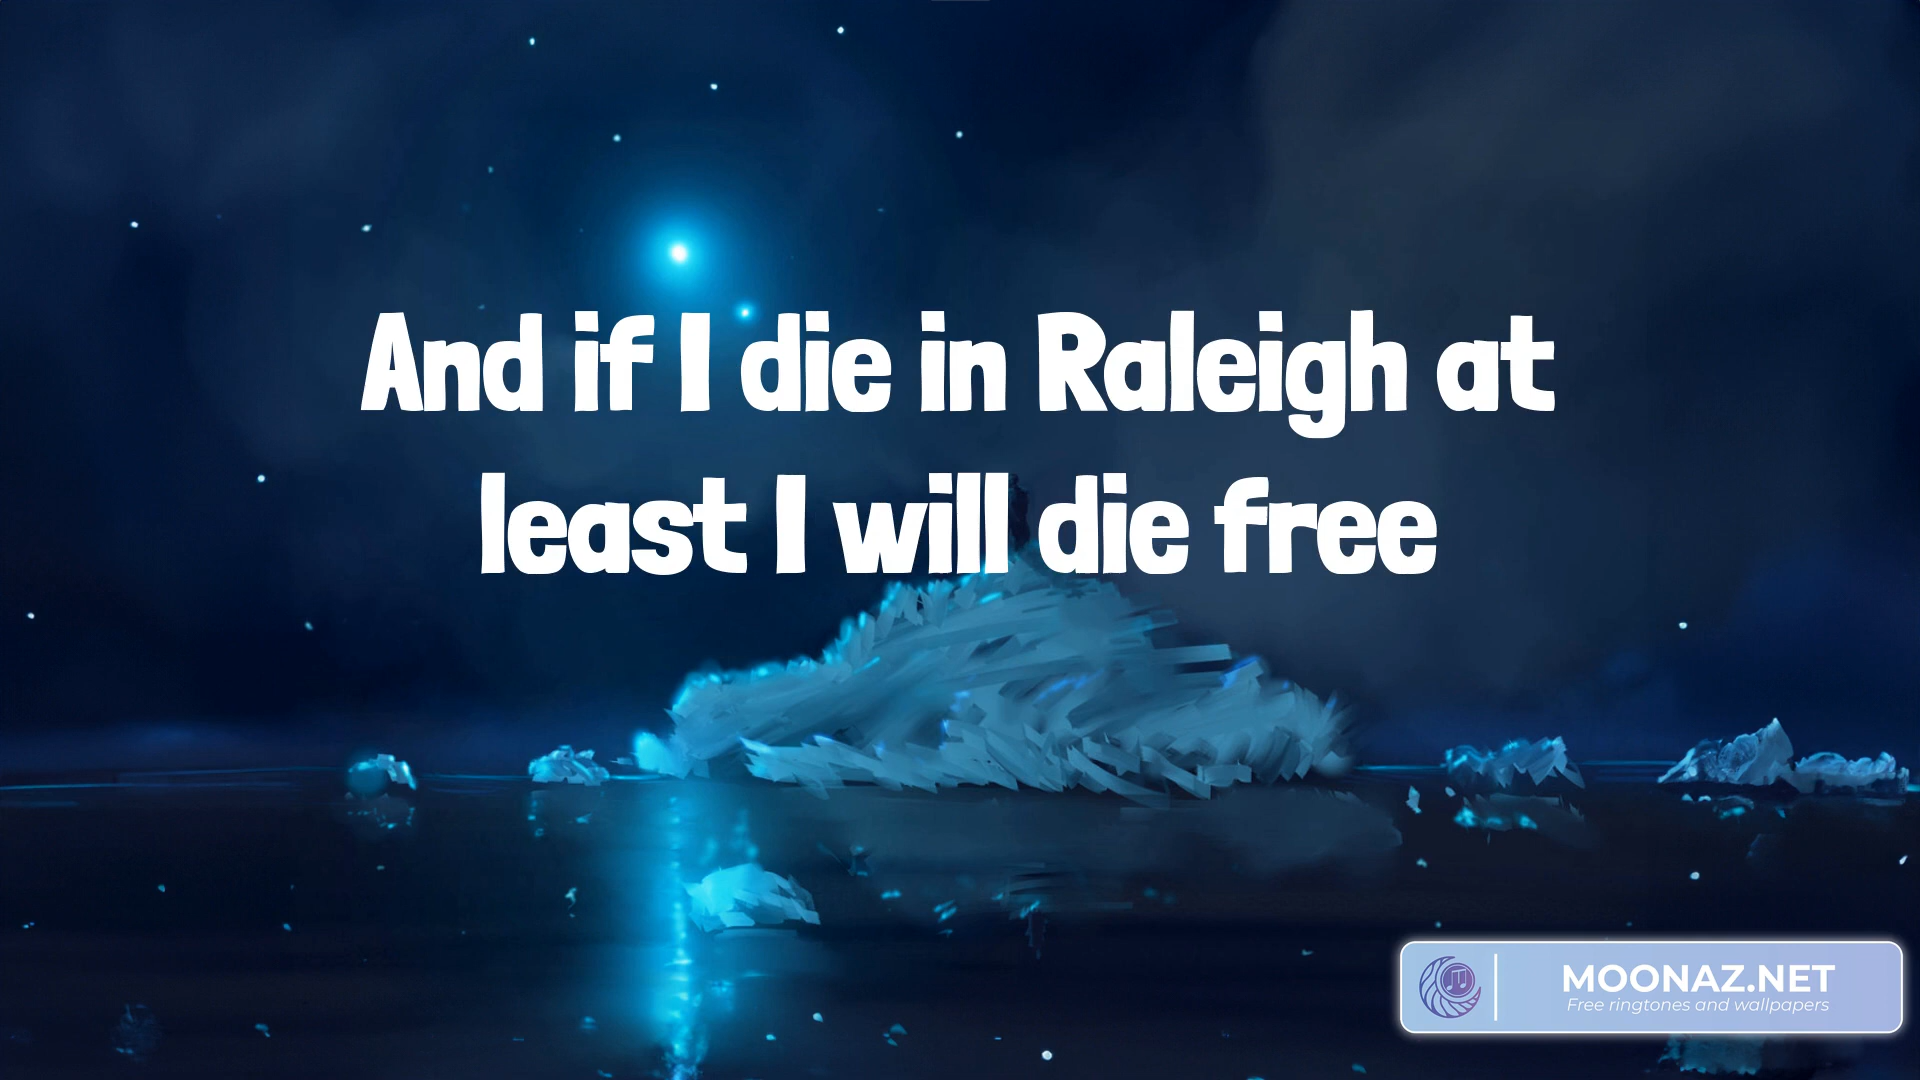 And if I die in Raleigh at
least I will die free
MOONAZ.NET
Free ringtones and wallpapers